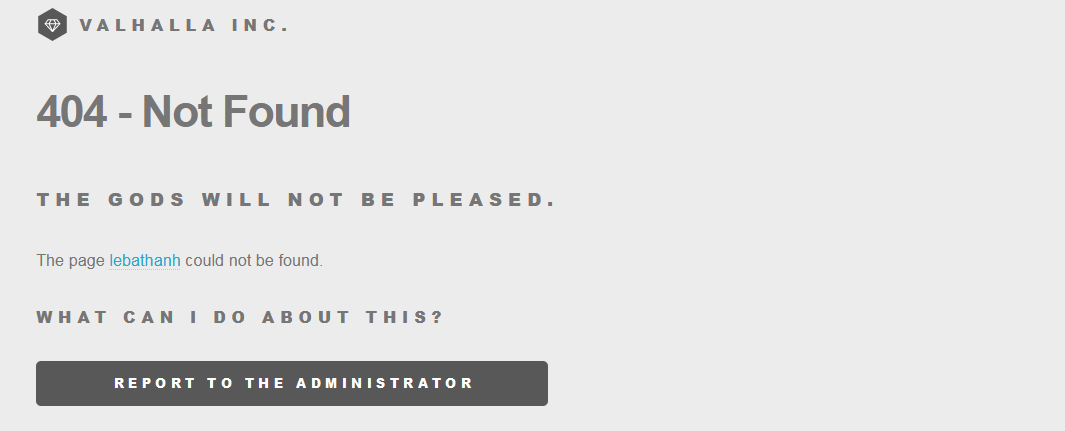 VALHALLA INC.
404 - Not Found
THE GODS WILL NOT BE PLEASED.
The page lebathanh could not be found.
WHAT CAN I DO ABOUT THIS?
REPORT TO THE ADMINISTRATOR